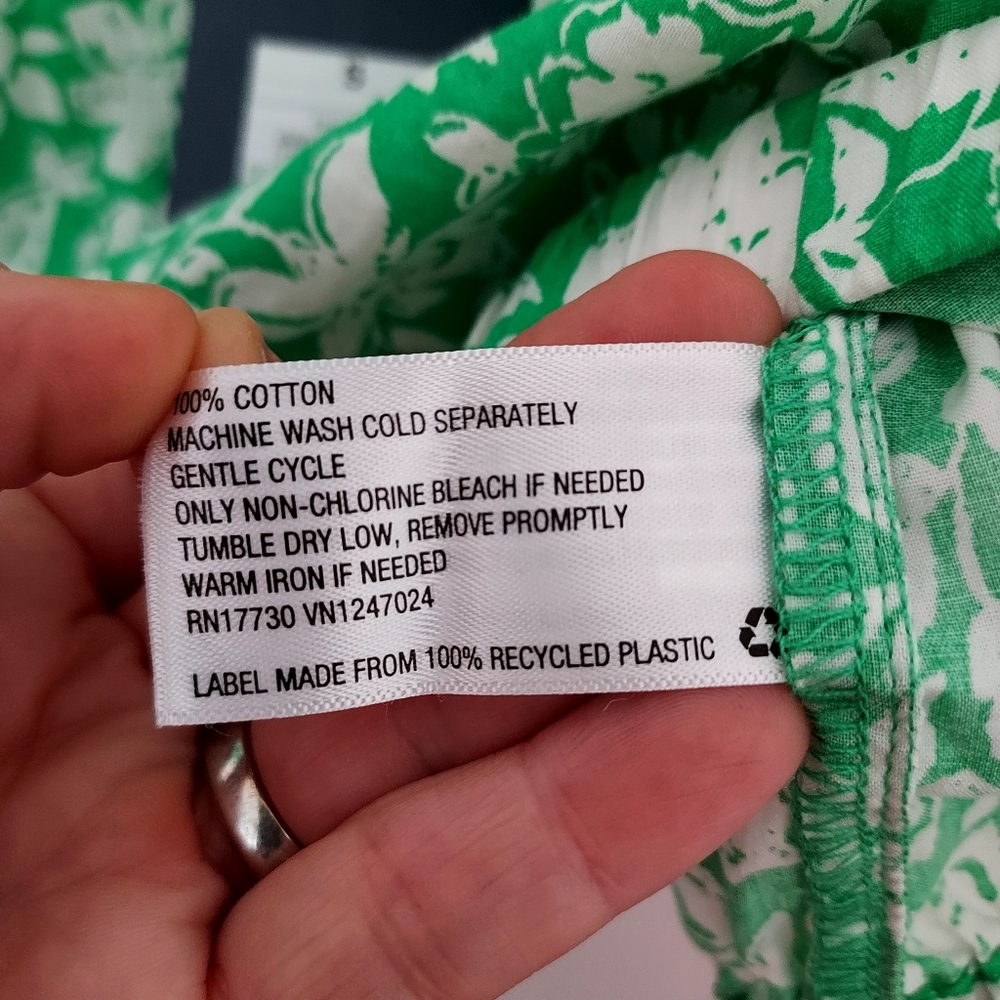 100% COTTON
MACHINE WASH COLD SEPARATELY
GENTLE CYCLE
ONLY NON-CHLORINE BLEACH IF NEEDED
TUMBLE DRY LOW, REMOVE PROMPTLY
WARM IRON IF NEEDED
RN17730 VN1247024
LABEL MADE FROM 100% RECYCLED PLASTIC